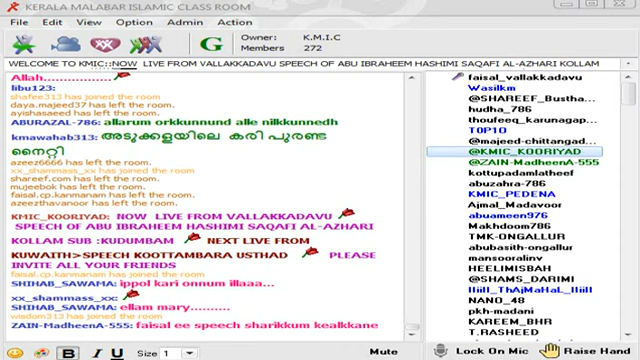 KERALA MALABAR ISLAMIC CLASS ROOM
File Edit View Option Admin Action
Owner: K.M.I.C
Members 272
WELCOME TO KMIC::NOW LIVE FROM VALLAKKADAVU SPEECH OF ABU IBRAHEEM HASHIMI SAQAFI AL-AZHARI KOLLAM
Allah.................
libu123:
shafee313 has left the room.
daya.majeed37 has left the room.
ayishasaeed has left the room.
ABURAZAL-786: allarum orkkunnund alle nilkkunnedh
kmawahab313: അടുക്കളയിലെ കരി പുരണ്ട
നൈറ്റി
azeez6666 has left the room.
xx_shammass_xx has joined the room
shareef.com has left the room.
mujeebok has left the room.
faisal.cp.kanmanam has left the room.
azeezthavanoor has left the room.
KMIC_KOORIYAD: NOW LIVE FROM VALLAKKADAVU
SPEECH OF ABU IBRAHEEM HASHIMI SAQAFI AL-AZHARI
KOLLAM SUB :KUDUMBAM NEXT LIVE FROM
KUWAITH>SPEECH KOOTTAMBARA USTHAD PLEASE
INVITE ALL YOUR FRIENDS
faisal.cp.kanmanam has joined the room
SHIHAB_SAWAMA: ippol kari onnum illaaa...
xx_shammass_xx:
SHIHAB_SAWAMA: ellam mary..........
wisdom313 has joined the room
ZAIN-MadheenA-555: faisal ee speech sharikkum kealkkane
faisal_vallakkadavu
Wasilkm
@SHAREEF_Bustha...
hudha_786
thoufeeq_karunagap...
TOP10
@majeed-chittangad...
@KMIC_KOORIYAD
@ZAIN-MadheenA-555
kottupadamlatheef
abuzahra-786
KMIC_PEDENA
Ajmal_Madavoor
abuameen976
Makhdoom786
TMK-ONGALLUR
abubasith-ongallur
mansooralinv
HEELIMISBAH
@SHAMS_DARIMI
NANO_48
pkh-madani
KAREEM_BHR
T.RASHEED
B U Size 1 Mute Lock On Mic Raise Hand